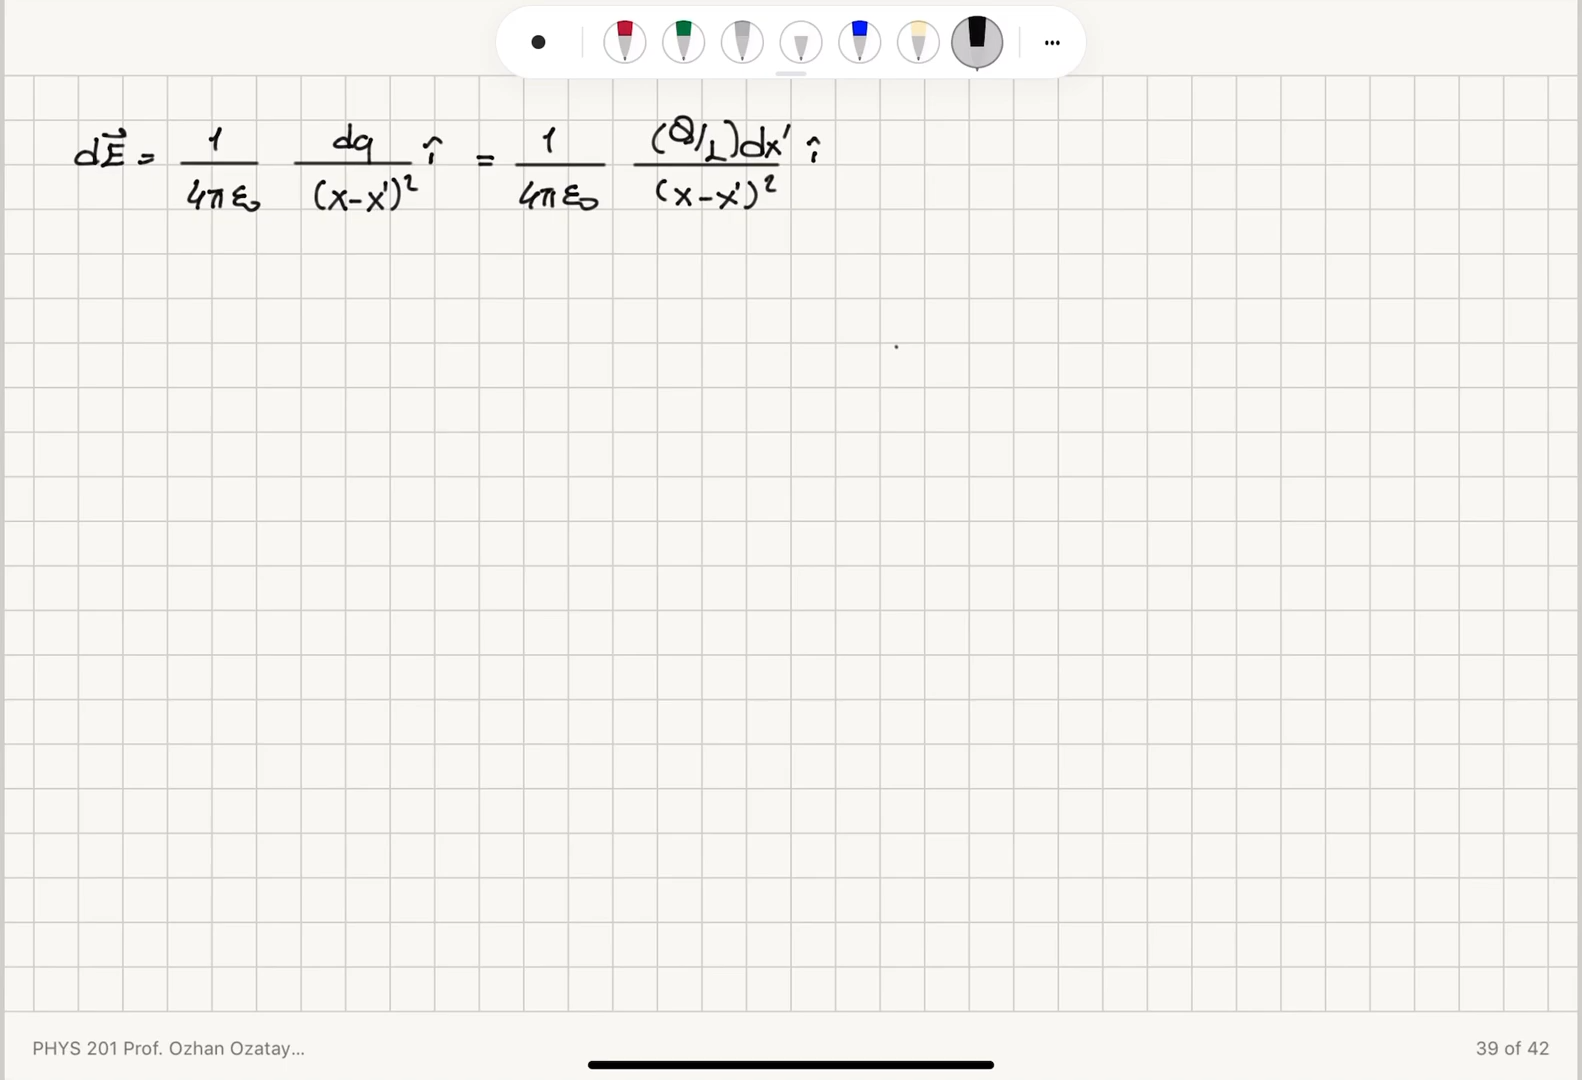 dE⃗ = 1/(4πε₀) dq/(x-x')² î = 1/(4πε₀) (Q/L)dx'/(x-x')² î
PHYS 201 Prof. Ozhan Ozatay...
39 of 42